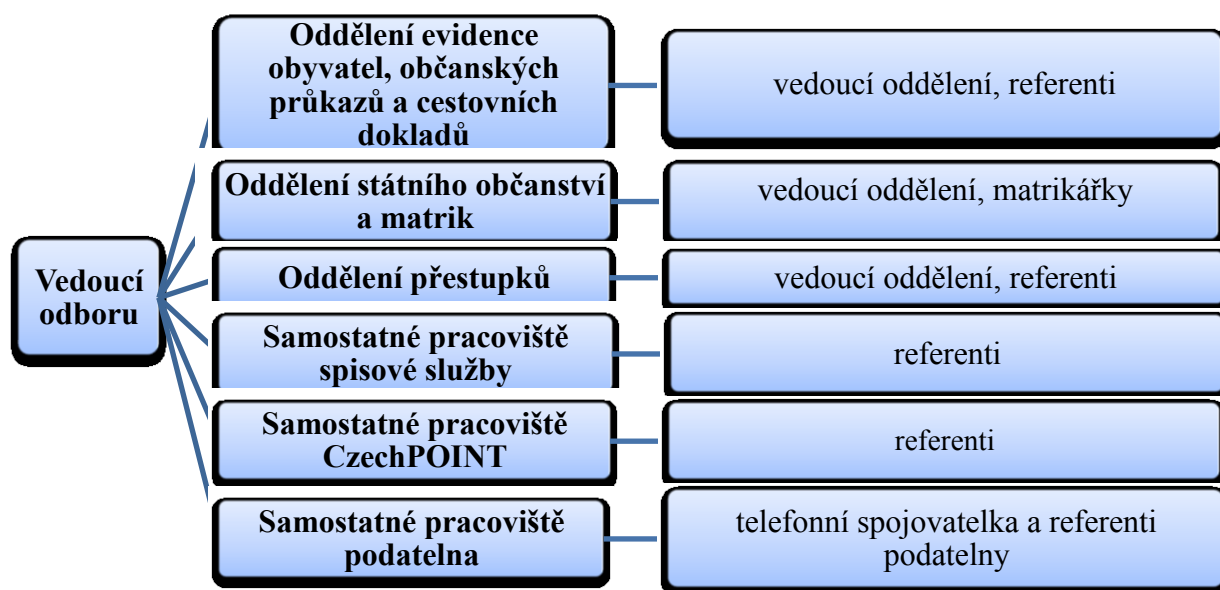 Vedoucí
odboru
Oddělení evidence
obyvatel, občanských
průkazů a cestovních
dokladů
vedoucí oddělení, referenti
Oddělení státního občanství
a matrik
vedoucí oddělení, matrikářky
Oddělení přestupků
vedoucí oddělení, referenti
Samostatné pracoviště
spisové služby
referenti
Samostatné pracoviště
CzechPOINT
referenti
Samostatné pracoviště
podatelna
telefonní spojovatelka a referenti
podatelny